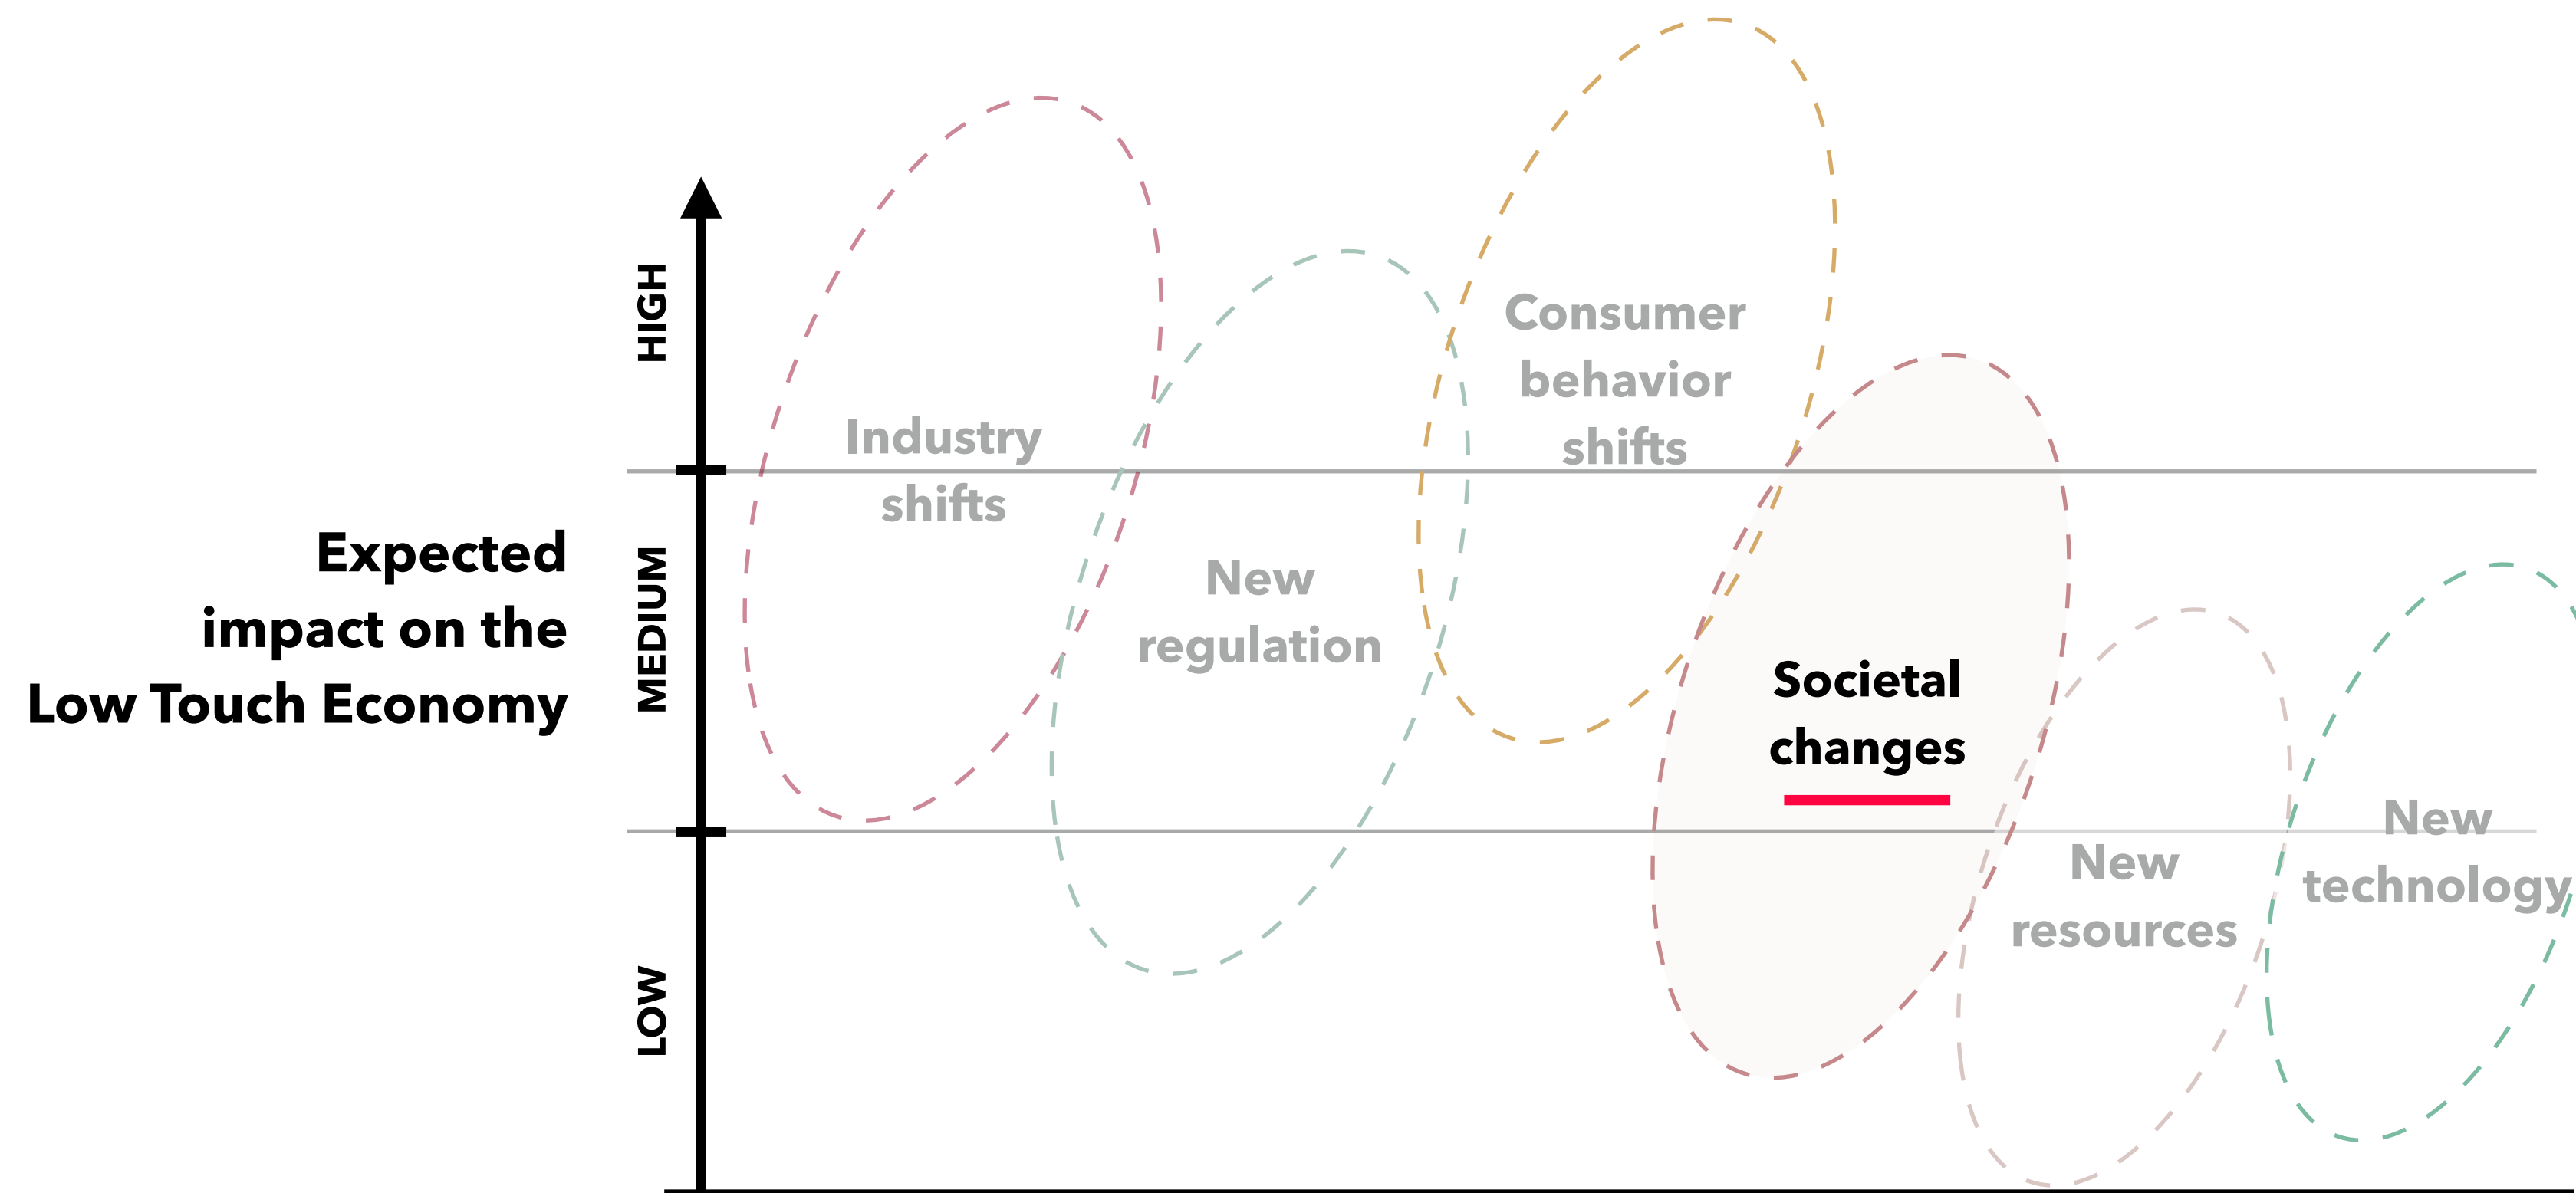 Expected
impact on the
Low Touch Economy
HIGH
MEDIUM
LOW
Industry
shifts
New
regulation
Consumer
behavior
shifts
Societal
changes
New
resources
New
technology